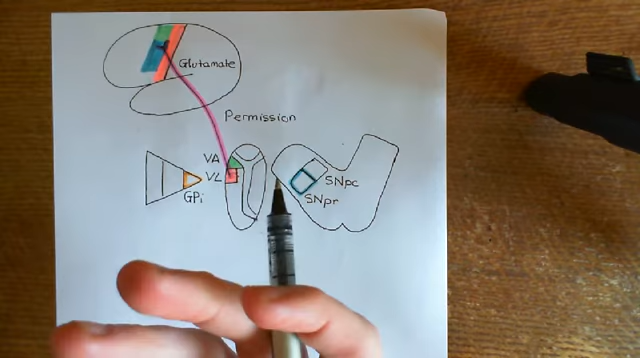 Glutamate
Permission
VA
VL
SNpc
GPi
SNpr